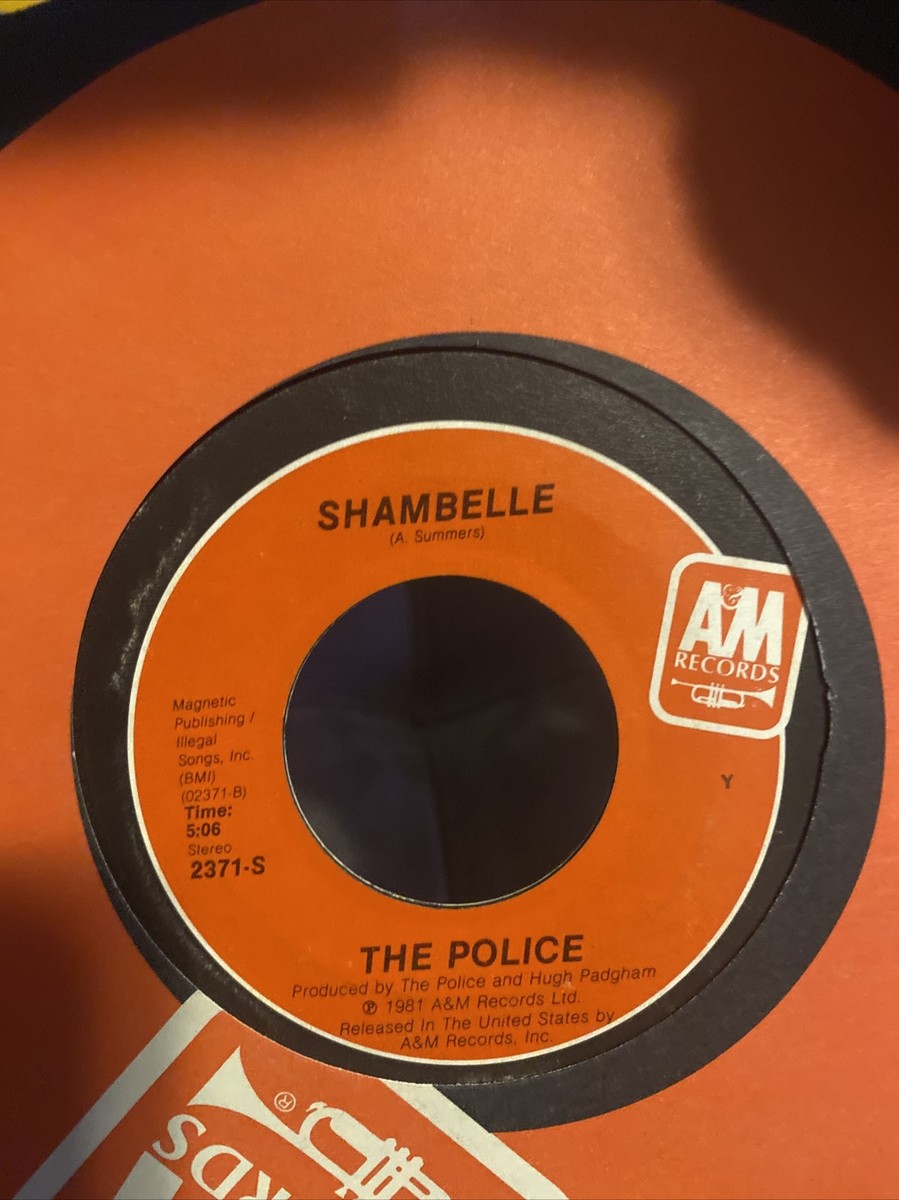 SHAMBELLE
(A. Summers)
A&M
RECORDS
Magnetic
Publishing /
Illegal
Songs, Inc.
(BMI)
(02371-B)
Time:
5:06
Stereo
2371-S
Y
THE POLICE
Produced by The Police and Hugh Padgham
℗ 1981 A&M Records Ltd.
Released In The United States by
A&M Records, Inc.
®
RDS